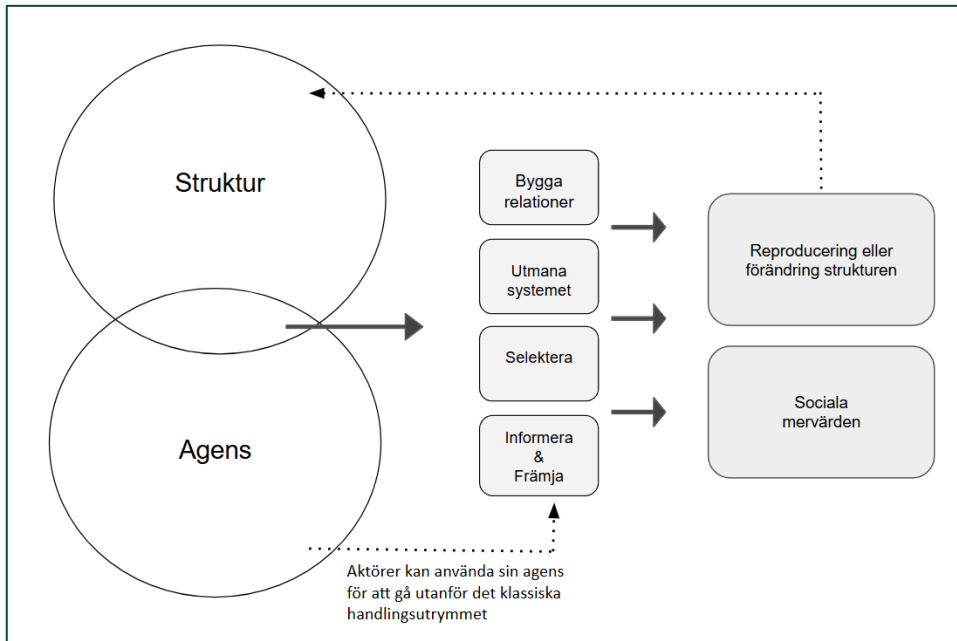 Struktur
Agens
Bygga
relationer
Utmana
systemet
Selektera
Informera
&
Främja
Reproducering eller
förändring strukturen
Sociala
mervärden
Aktörer kan använda sin agens
för att gå utanför det klassiska
handlingsutrymmet